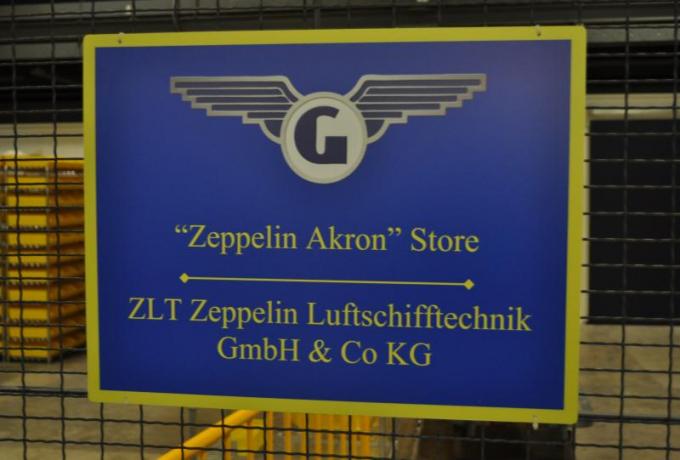 G
“Zeppelin Akron” Store
ZLT Zeppelin Luftschifftechnik
GmbH & Co KG